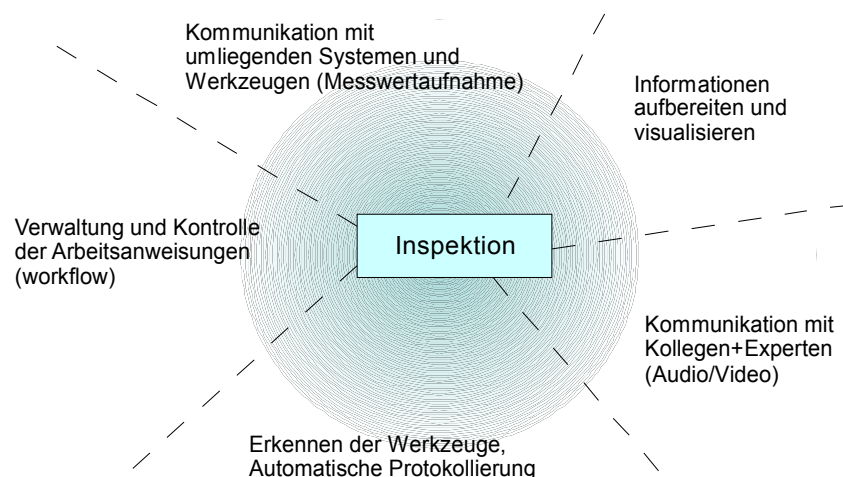 Kommunikation mit
umliegenden Systemen und
Werkzeugen (Messwertaufnahme)
Informationen
aufbereiten und
visualisieren
Verwaltung und Kontrolle
der Arbeitsanweisungen
(workflow)
Inspektion
Kommunikation mit
Kollegen+Experten
(Audio/Video)
Erkennen der Werkzeuge,
Automatische Protokollierung